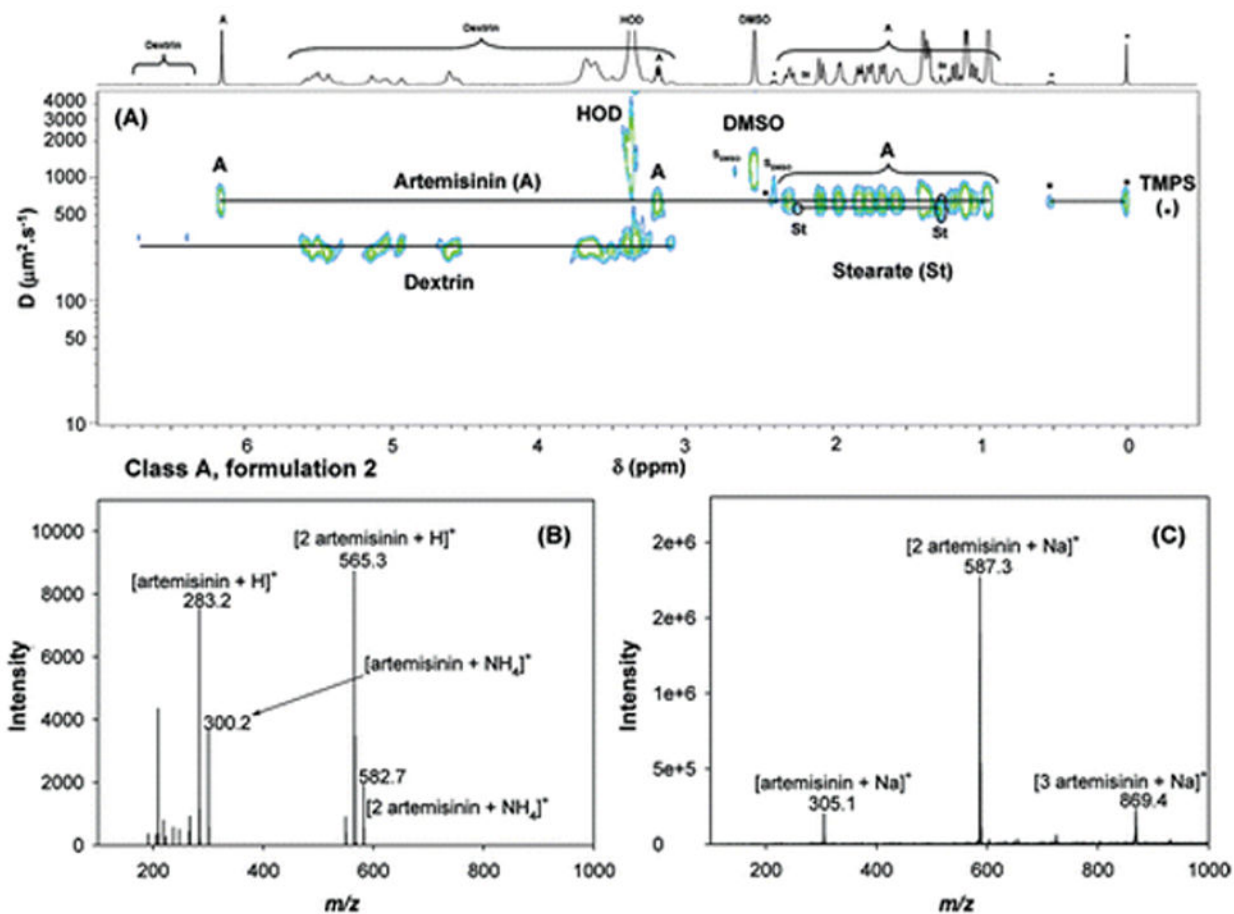 A
Dextrin
Dextrin
HOD
A
DMSO
*
St
A
St
*
*
(A)
4000
3000
2000
1000
500
100
50
10
D (μm².s⁻¹)
HOD
DMSO
A
Artemisinin (A)
A
S_DMSO
S_DMSO
A
*
*
*
TMPS
(*)
St
St
Dextrin
Stearate (St)
6 5 4 3 2 1 0
δ (ppm)
Class A, formulation 2
(B)
Intensity
10000
8000
6000
4000
2000
0
[2 artemisinin + H]⁺
565.3
[artemisinin + H]⁺
283.2
[artemisinin + NH₄]⁺
300.2
582.7
[2 artemisinin + NH₄]⁺
200 400 600 800 1000
m/z
(C)
Intensity
2e+6
2e+6
1e+6
5e+5
0
[2 artemisinin + Na]⁺
587.3
[artemisinin + Na]⁺
305.1
[3 artemisinin + Na]⁺
869.4
200 400 600 800 1000
m/z